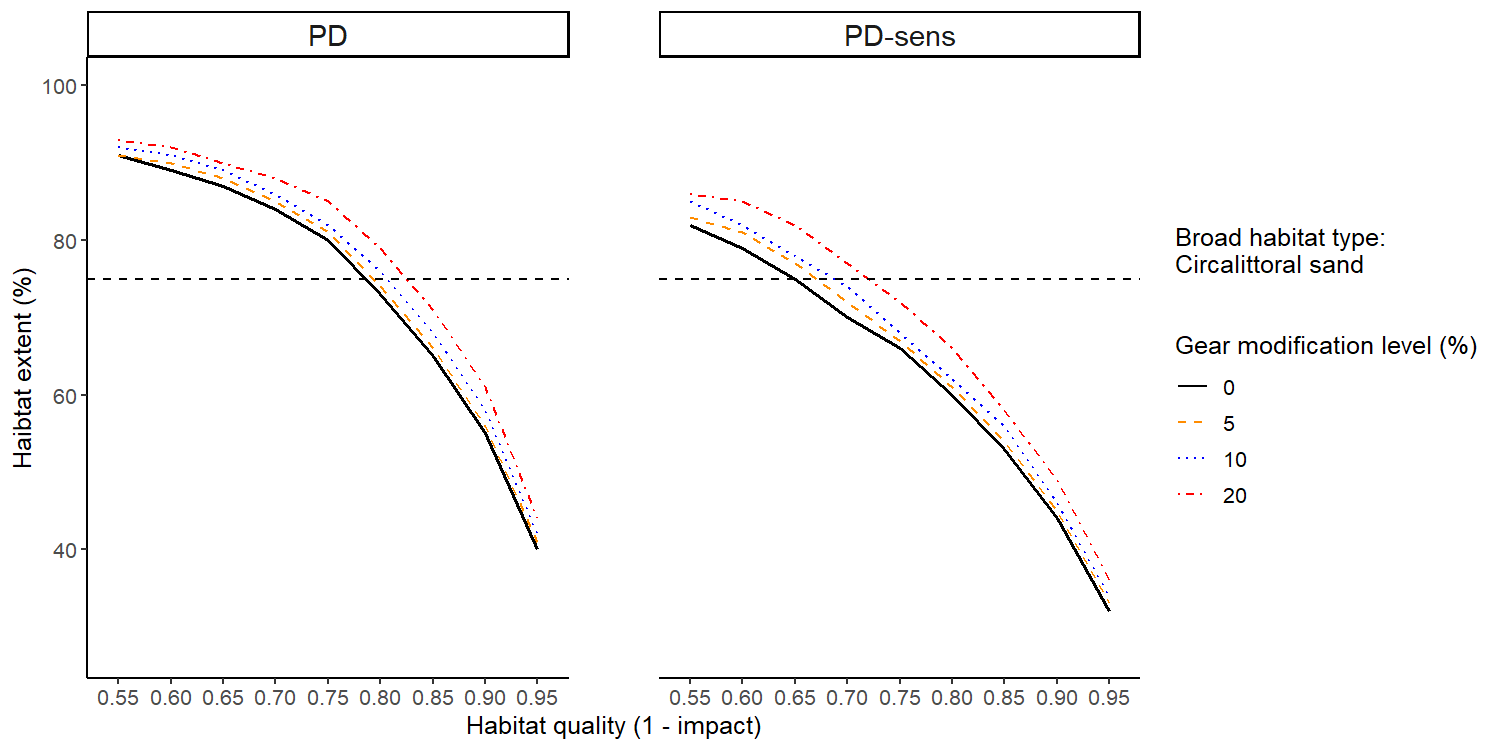 PD
PD-sens
100
80
60
40
Haibtat extent (%)
0.55 0.60 0.65 0.70 0.75 0.80 0.85 0.90 0.95
0.55 0.60 0.65 0.70 0.75 0.80 0.85 0.90 0.95
Habitat quality (1 - impact)
Broad habitat type:
Circalittoral sand
Gear modification level (%)
0
5
10
20